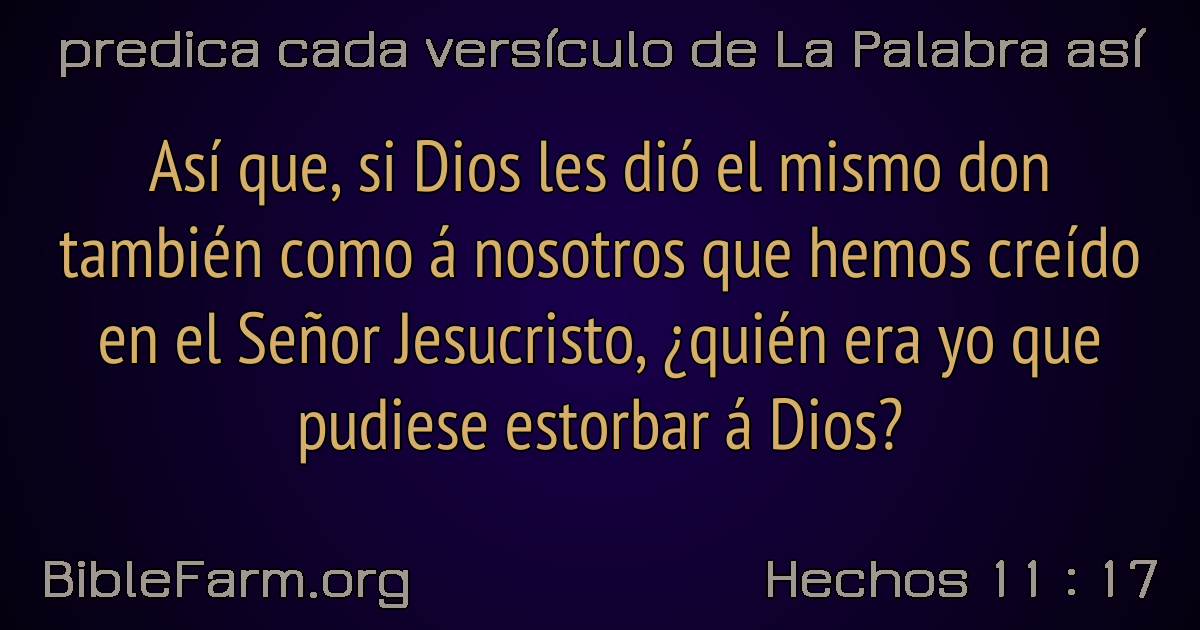 predica cada versículo de La Palabra así
Así que, si Dios les dió el mismo don
también como á nosotros que hemos creído
en el Señor Jesucristo, ¿quién era yo que
pudiese estorbar á Dios?
BibleFarm.org
Hechos 11 : 17